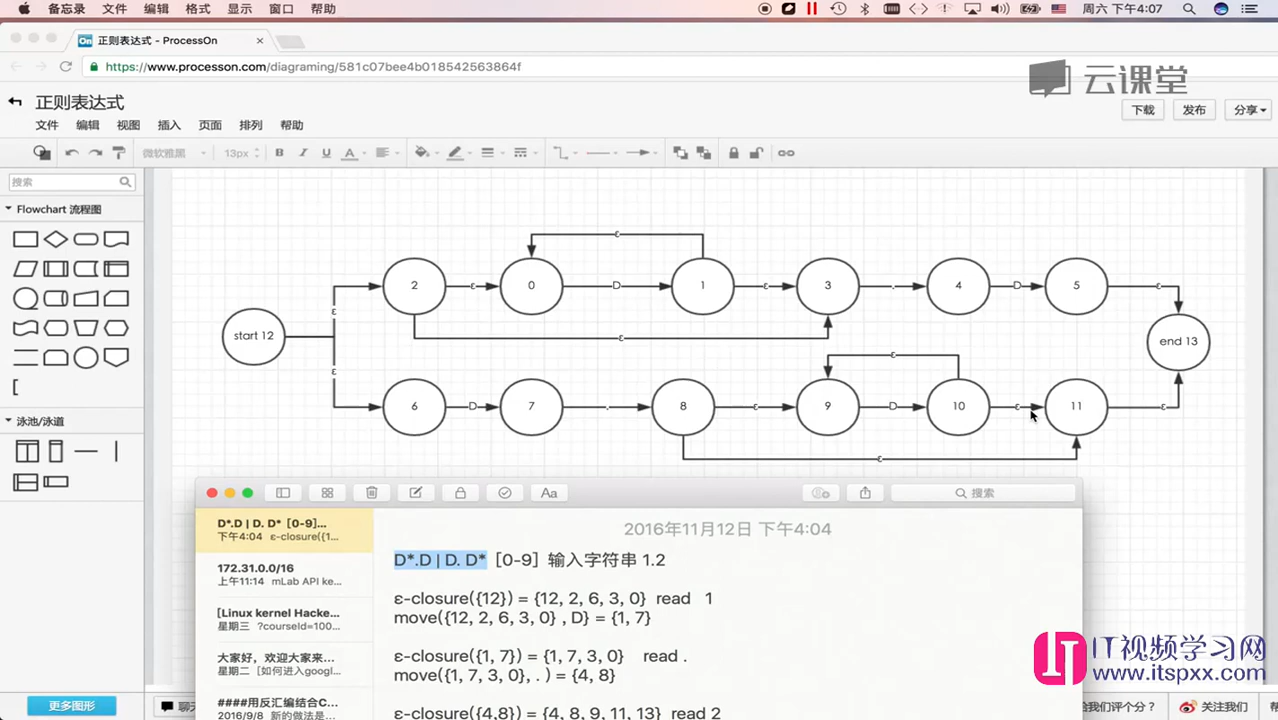 备忘录 文件 编辑 格式 显示 窗口 帮助 周六 下午4:07
On 正则表达式 - ProcessOn ×
https://www.processon.com/diagraming/581c07bee4b018542563864f
云课堂
正则表达式
下载 发布 分享
文件 编辑 视图 插入 页面 排列 帮助
微软雅黑 13px B I U A
搜索
Flowchart 流程图
泳池/泳道
更多图形
ε
2 ε 0 D 1 ε 3 . 4 D 5 ε
ε
start 12
ε
end 13
ε
ε
6 D 7 . 8 ε 9 D 10 ε 11 ε
ε
Aa 搜索
D*.D | D. D* [0-9]...
下午4:04 ε-closure({1...
172.31.0.0/16
上午11:14 mLab API ke...
[Linux kernel Hacke...
星期三 ?courseId=100...
大家好，欢迎大家来...
星期二 [如何进入googl...
####用反汇编结合C...
2016/9/8 新的做法是...
2016年11月12日 下午4:04
D*.D | D. D* [0-9] 输入字符串 1.2
ε-closure({12}) = {12, 2, 6, 3, 0} read 1
move({12, 2, 6, 3, 0} , D} = {1, 7}
ε-closure({1, 7}) = {1, 7, 3, 0} read .
move({1, 7, 3, 0}, . ) = {4, 8}
ε-closure({4,8}) = {4, 8, 9, 11, 13} read 2
IT视频学习网
www.itspxx.com
给我们评个分？ 关注我们